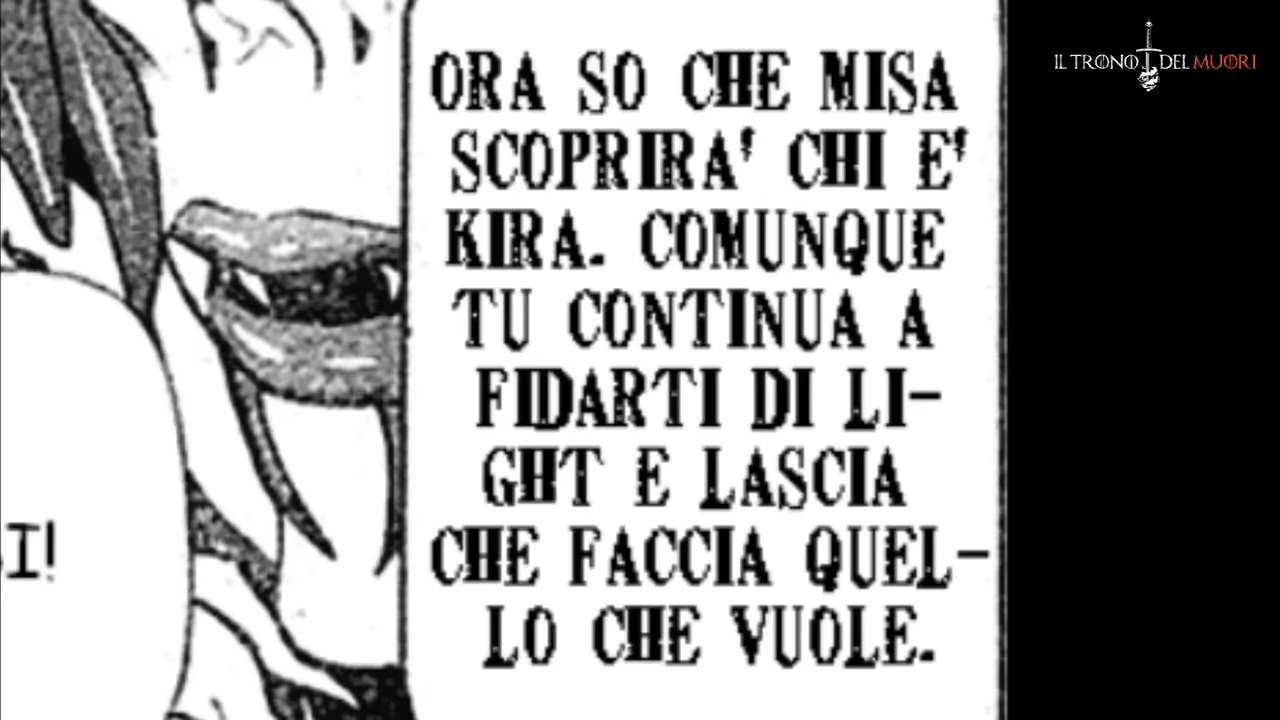 ORA SO CHE MISA
SCOPRIRA' CHI E'
KIRA. COMUNQUE
TU CONTINUA A
FIDARTI DI LI-
GHT E LASCIA
CHE FACCIA QUEL-
LO CHE VUOLE.
I!
IL TRONO DEL MUORI